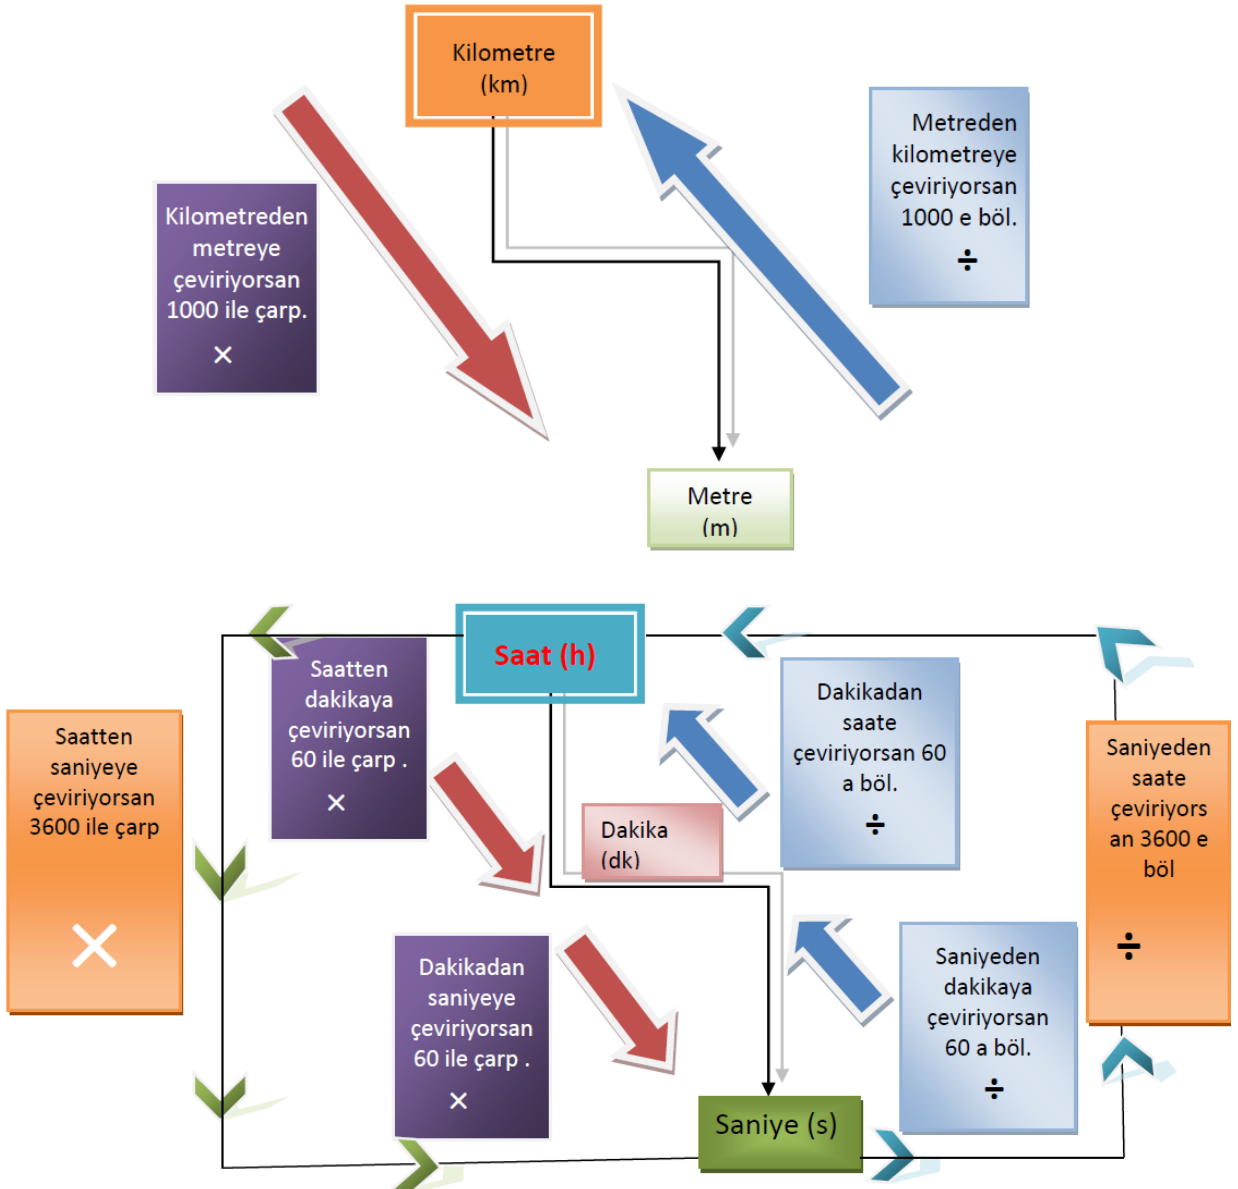 Kilometre
(km)
Metreden
kilometreye
çeviriyorsan
1000 e böl.
÷
Kilometreden
metreye
çeviriyorsan
1000 ile çarp.
×
Metre
(m)
Saat (h)
Saatten
dakikaya
çeviriyorsan
60 ile çarp .
×
Dakikadan
saate
çeviriyorsan 60
a böl.
÷
Saatten
saniyeye
çeviriyorsan
3600 ile çarp
×
Saniyeden
saate
çeviriyors
an 3600 e
böl
÷
Dakika
(dk)
Dakikadan
saniyeye
çeviriyorsan
60 ile çarp .
×
Saniyeden
dakikaya
çeviriyorsan
60 a böl.
÷
Saniye (s)